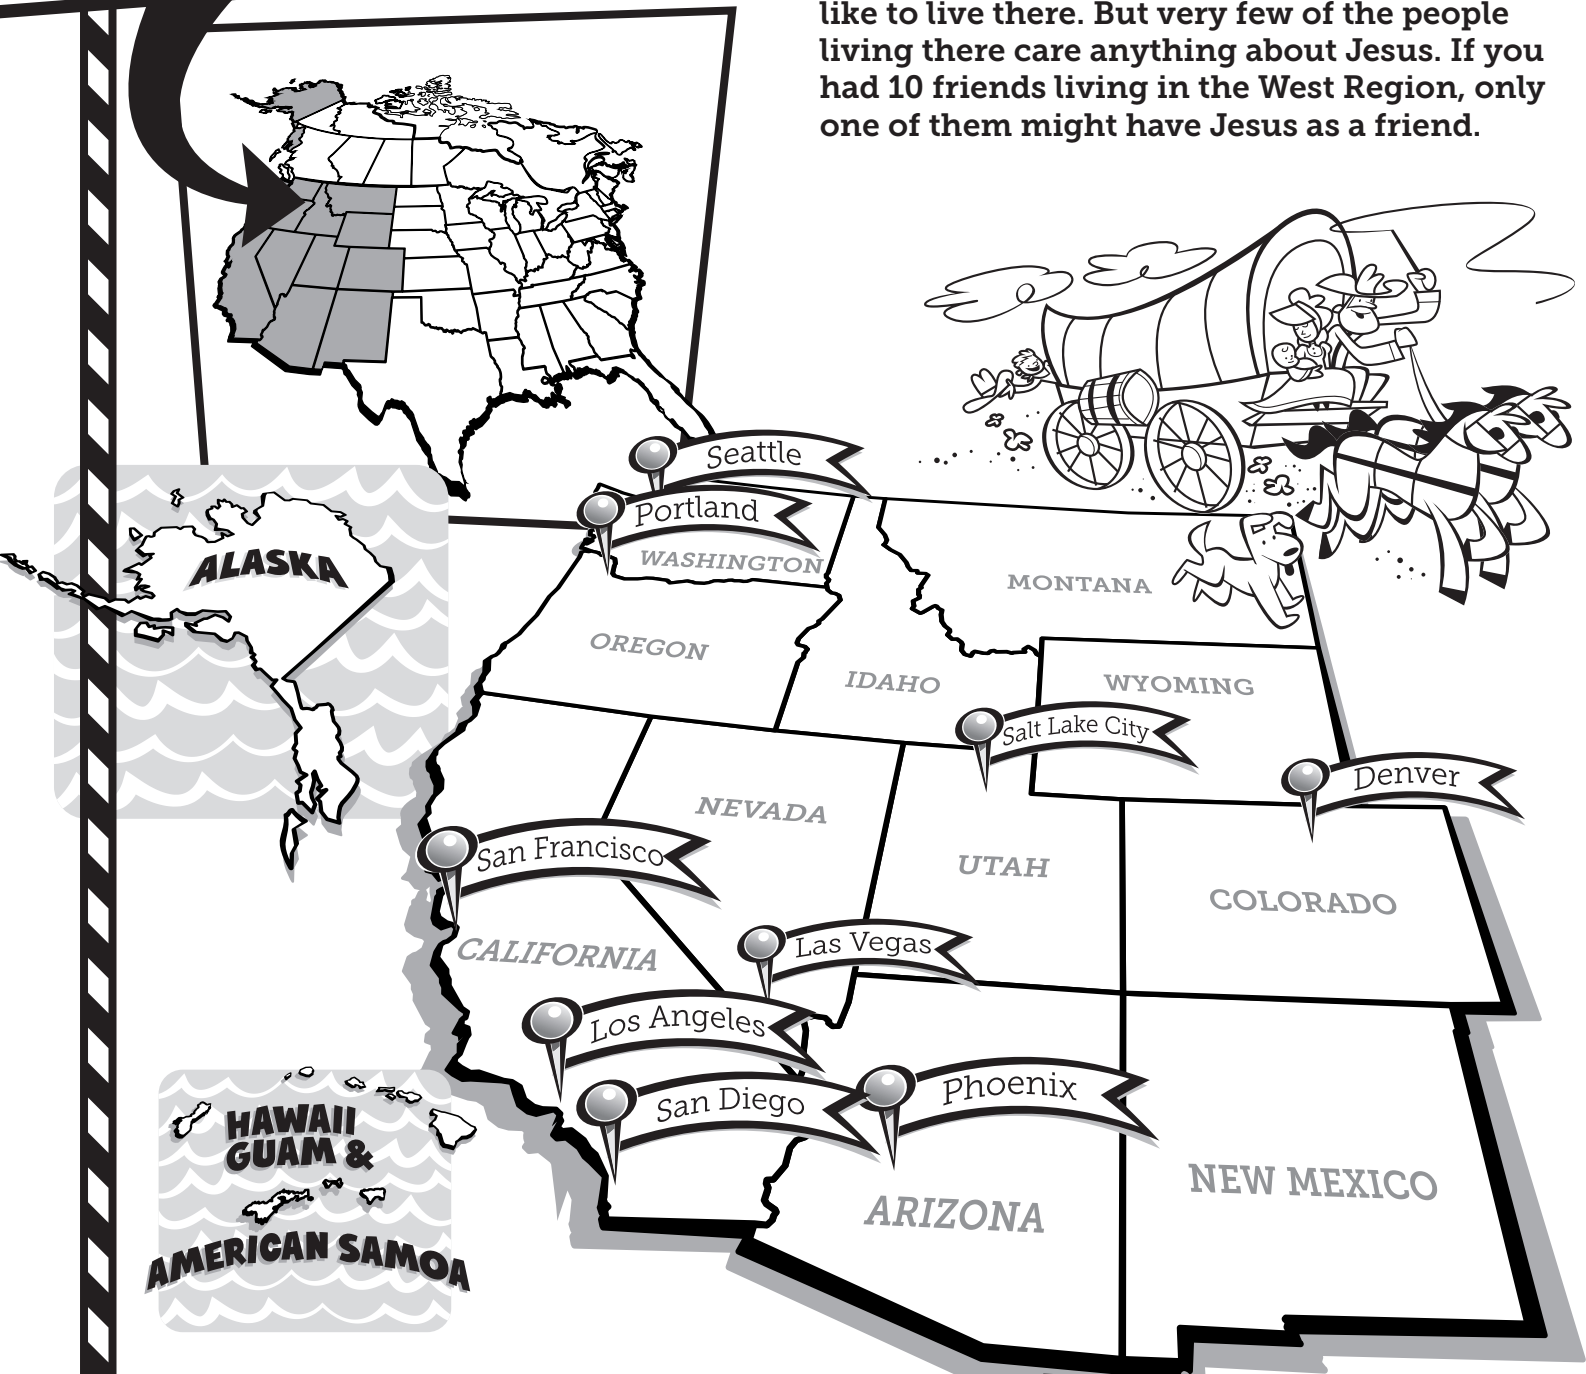 like to live there. But very few of the people
living there care anything about Jesus. If you
had 10 friends living in the West Region, only
one of them might have Jesus as a friend.
Seattle
Portland
WASHINGTON
ALASKA
MONTANA
OREGON
IDAHO
WYOMING
Salt Lake City
Denver
NEVADA
San Francisco
UTAH
COLORADO
Las Vegas
CALIFORNIA
Los Angeles
San Diego
Phoenix
HAWAII
GUAM &
AMERICAN SAMOA
ARIZONA
NEW MEXICO